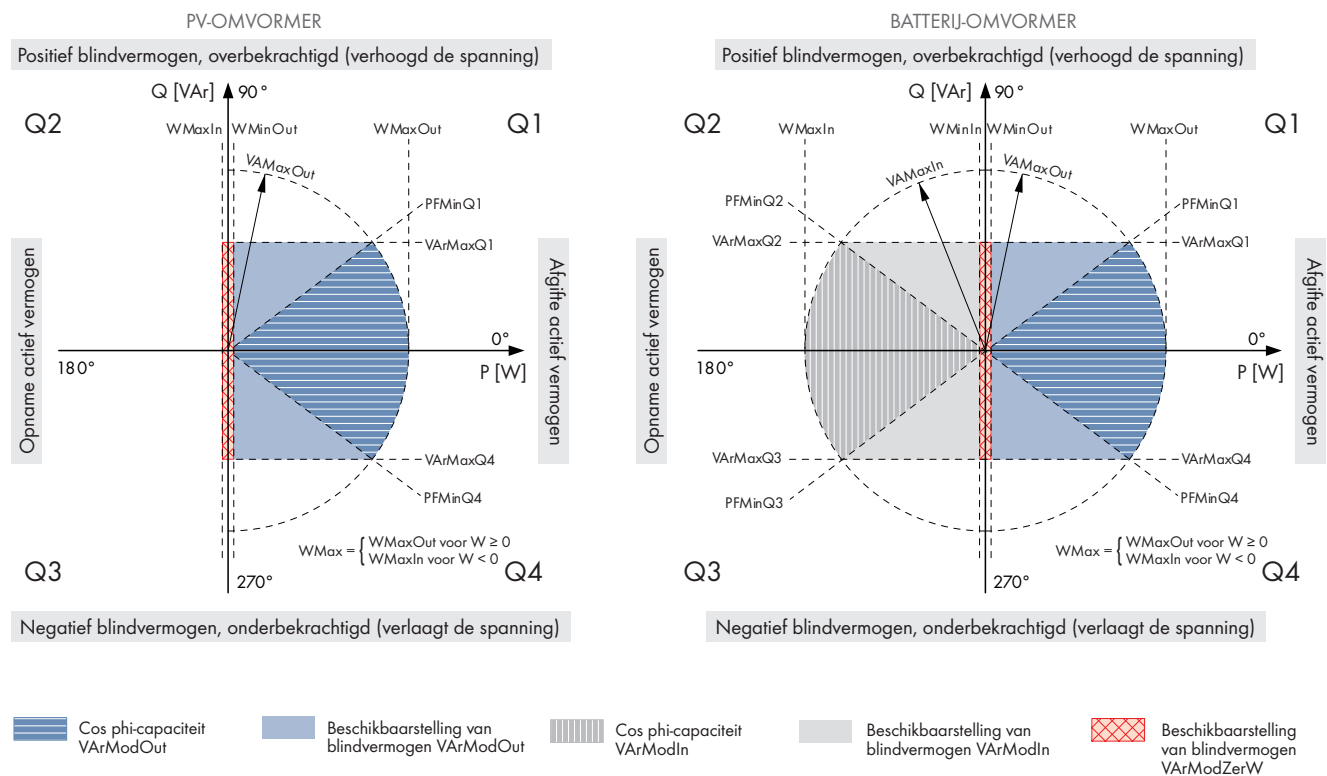 PV-OMVORMER
Positief blindvermogen, overbekrachtigd (verhoogd de spanning)
Q [VAr]
90°
Q2
Q1
WMaxIn
WMinOut
WMaxOut
VAMaxOut
PFMinQ1
VArMaxQ1
Opname actief vermogen
Afgifte actief vermogen
0°
180°
P [W]
VArMaxQ4
PFMinQ4
WMax = { WMaxOut voor W ≥ 0
WMaxIn voor W < 0
Q3
Q4
270°
Negatief blindvermogen, onderbekrachtigd (verlaagt de spanning)
BATTERIJ-OMVORMER
Positief blindvermogen, overbekrachtigd (verhoogd de spanning)
Q [VAr]
90°
Q2
Q1
WMaxIn
WMinIn
WMinOut
WMaxOut
VAMaxIn
VAMaxOut
PFMinQ2
PFMinQ1
VArMaxQ2
VArMaxQ1
Opname actief vermogen
Afgifte actief vermogen
0°
180°
P [W]
VArMaxQ3
VArMaxQ4
PFMinQ3
PFMinQ4
WMax = { WMaxOut voor W ≥ 0
WMaxIn voor W < 0
Q3
Q4
270°
Negatief blindvermogen, onderbekrachtigd (verlaagt de spanning)
Cos phi-capaciteit
VArModOut
Beschikbaarstelling van
blindvermogen VArModOut
Cos phi-capaciteit
VArModIn
Beschikbaarstelling van
blindvermogen VArModIn
Beschikbaarstelling
van blindvermogen
VArModZerW